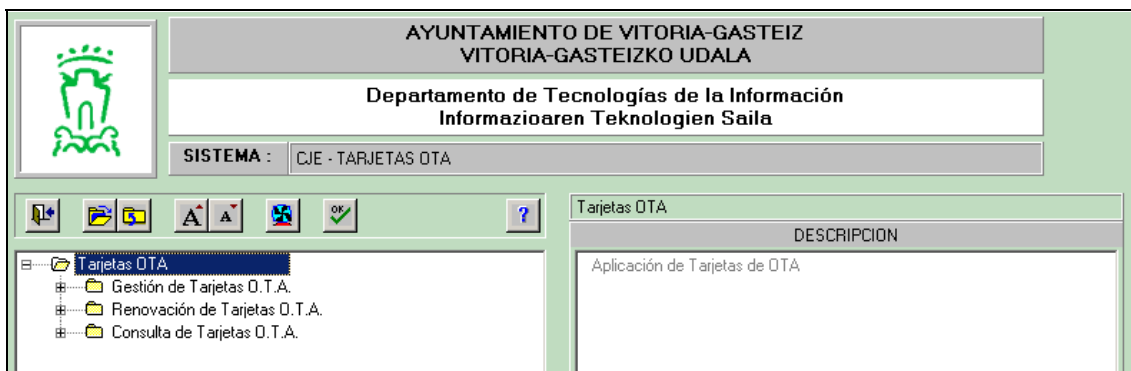 AYUNTAMIENTO DE VITORIA-GASTEIZ
VITORIA-GASTEIZKO UDALA
Departamento de Tecnologías de la Información
Informazioaren Teknologien Saila
SISTEMA : CJE - TARJETAS OTA
A A OK ?
Tarjetas OTA
Gestión de Tarjetas O.T.A.
Renovación de Tarjetas O.T.A.
Consulta de Tarjetas O.T.A.
Tarjetas OTA
DESCRIPCION
Aplicación de Tarjetas de OTA